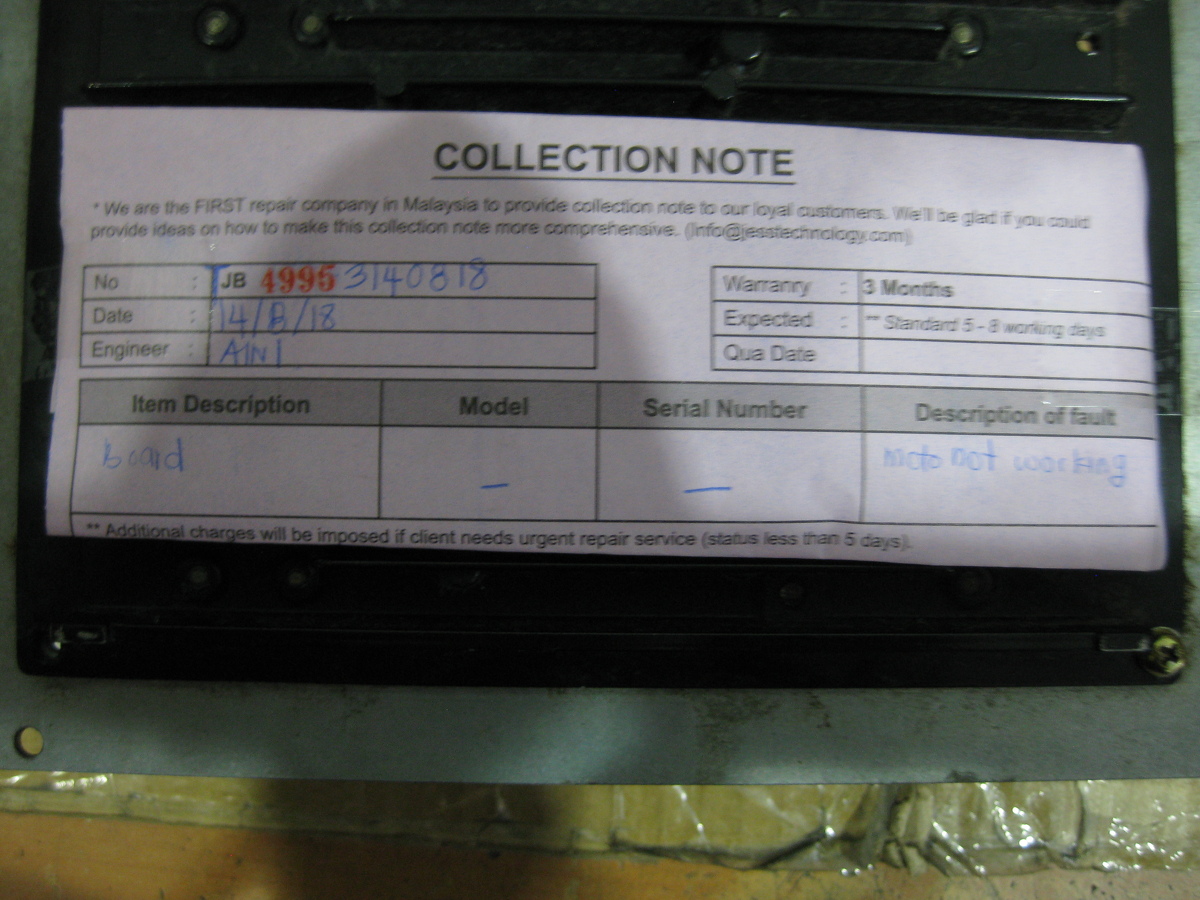 COLLECTION NOTE
* We are the FIRST repair company in Malaysia to provide collection note to our loyal customers. We'll be glad if you could
provide ideas on how to make this collection note more comprehensive. (info@jesstechnology.com)
No : JB 4995 3140818
Date : 14/8/18
Engineer : AINI
Warranry : 3 Months
Expected : ** Standard 5 - 8 working days
Qua Date
Item Description Model Serial Number Description of fault
Board — — moto not working
** Additional charges will be imposed if client needs urgent repair service (status less than 5 days).